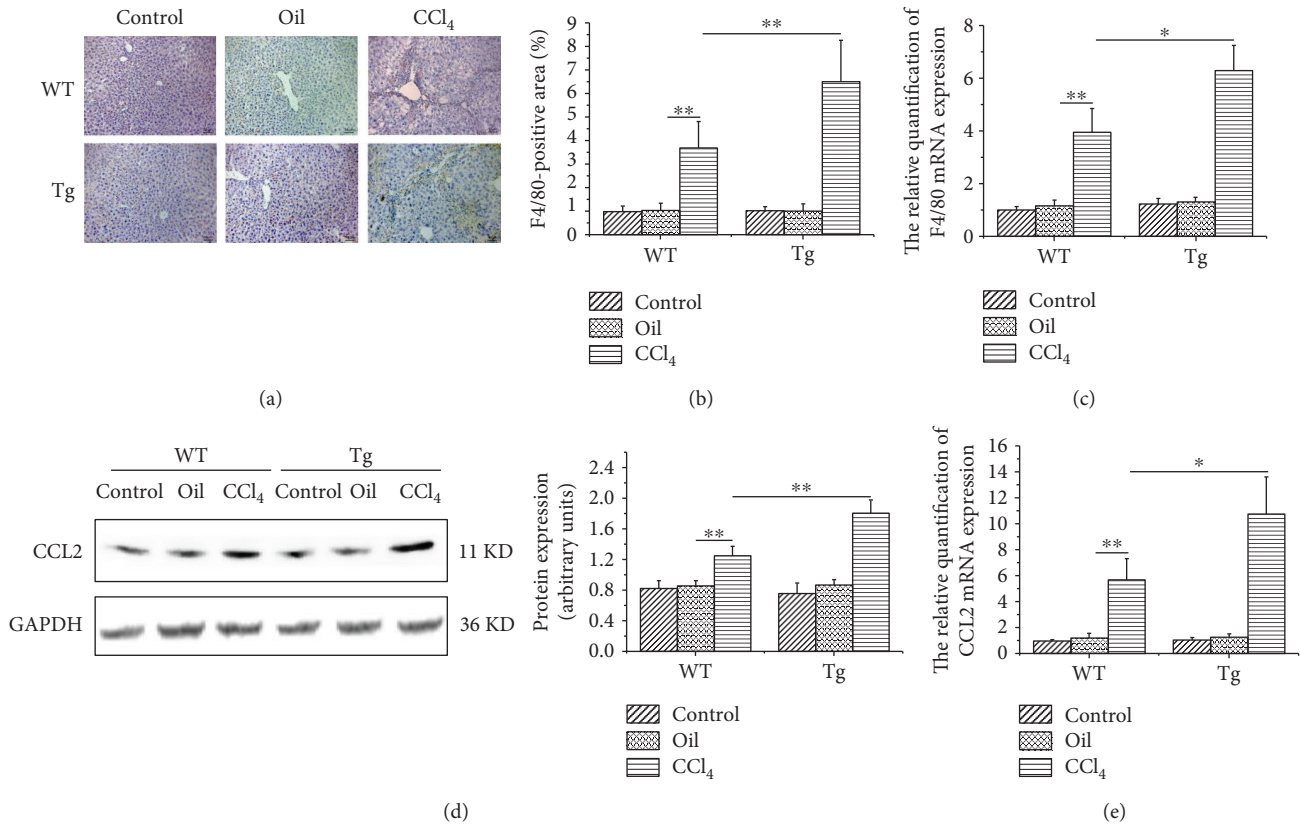 Control Oil CCl4
WT
Tg
(a)
F4/80-positive area (%)
9
8
7
6
5
4
3
2
1
1
0
**
**
WT Tg
Control
Oil
CCl4
(b)
The relative quantification of
F4/80 mRNA expression
8
6
4
2
0
**
*
WT Tg
Control
Oil
CCl4
(c)
WT Tg
Control Oil CCl4 Control Oil CCl4
CCL2 11 KD
GAPDH 36 KD
Protein expression
(arbitrary units)
2.4
2.0
1.6
1.2
0.8
0.4
0.0
**
**
WT Tg
Control
Oil
CCl4
(d)
The relative quantification of
CCL2 mRNA expression
16
14
12
10
8
6
4
2
0
**
*
WT Tg
Control
Oil
CCl4
(e)